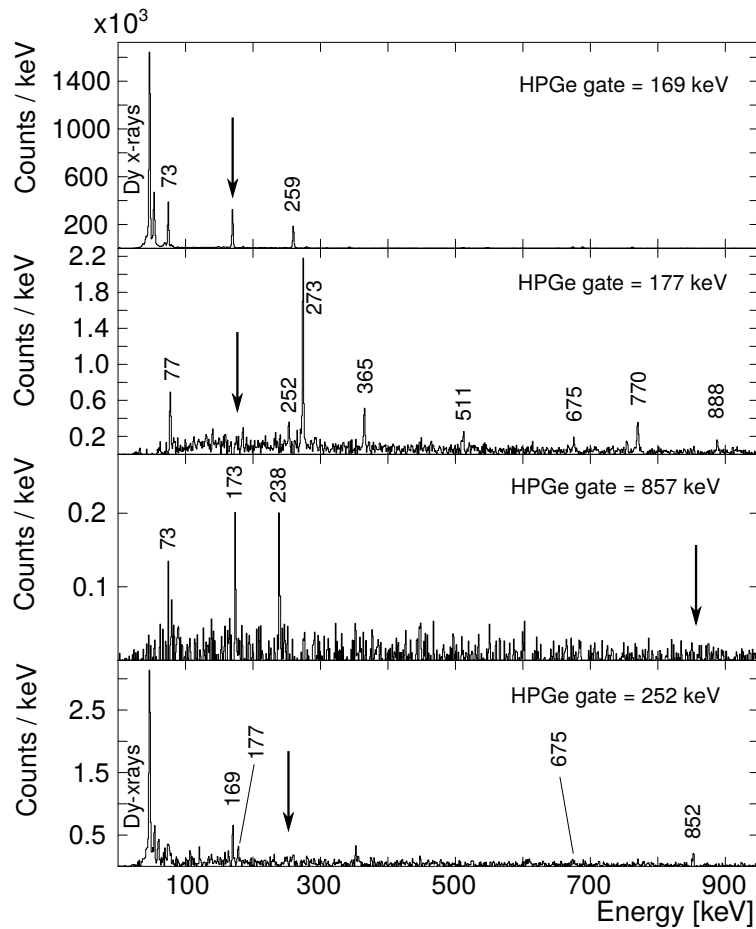 x10³
Counts / keV
1400
1000
600
200
Dy x-rays
73
259
HPGe gate = 169 keV
Counts / keV
2.2
1.8
1.4
1.0
0.6
0.2
77
252
273
365
511
675
770
888
HPGe gate = 177 keV
Counts / keV
0.2
0.1
73
173
238
HPGe gate = 857 keV
Counts / keV
2.5
1.5
0.5
Dy-xrays
169
177
675
852
HPGe gate = 252 keV
100 300 500 700 900
Energy [keV]